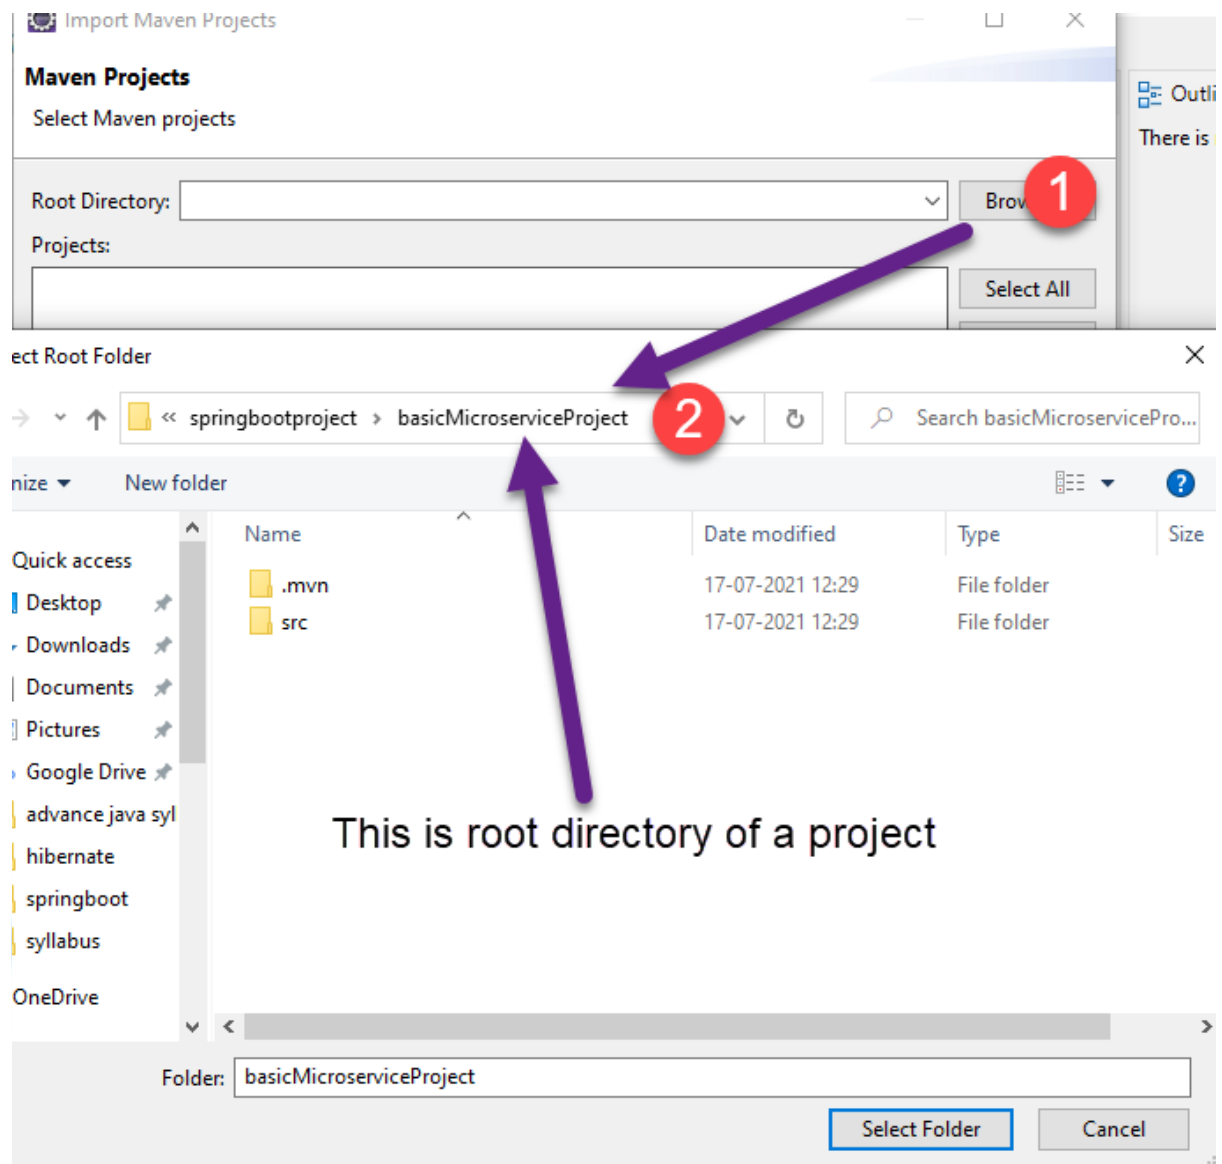 Import Maven Projects
Maven Projects
Select Maven projects
Outli
There is
Root Directory:
Brow
1
Projects:
Select All
ect Root Folder
« springbootproject > basicMicroserviceProject
2
Search basicMicroservicePro...
nize
New folder
?
Name Date modified Type Size
Quick access
.mvn 17-07-2021 12:29 File folder
Desktop
src 17-07-2021 12:29 File folder
Downloads
Documents
Pictures
Google Drive
advance java syl
This is root directory of a project
hibernate
springboot
syllabus
OneDrive
Folder: basicMicroserviceProject
Select Folder Cancel